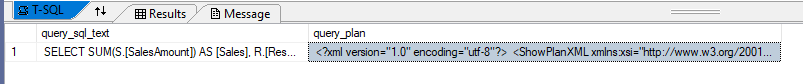 T-SQL Results Message
query_sql_text query_plan
1 SELECT SUM(S.[SalesAmount]) AS [Sales], R.[Res... <?xml version="1.0" encoding="utf-8"?> <ShowPlanXML xmlns:xsi="http://www.w3.org/2001...